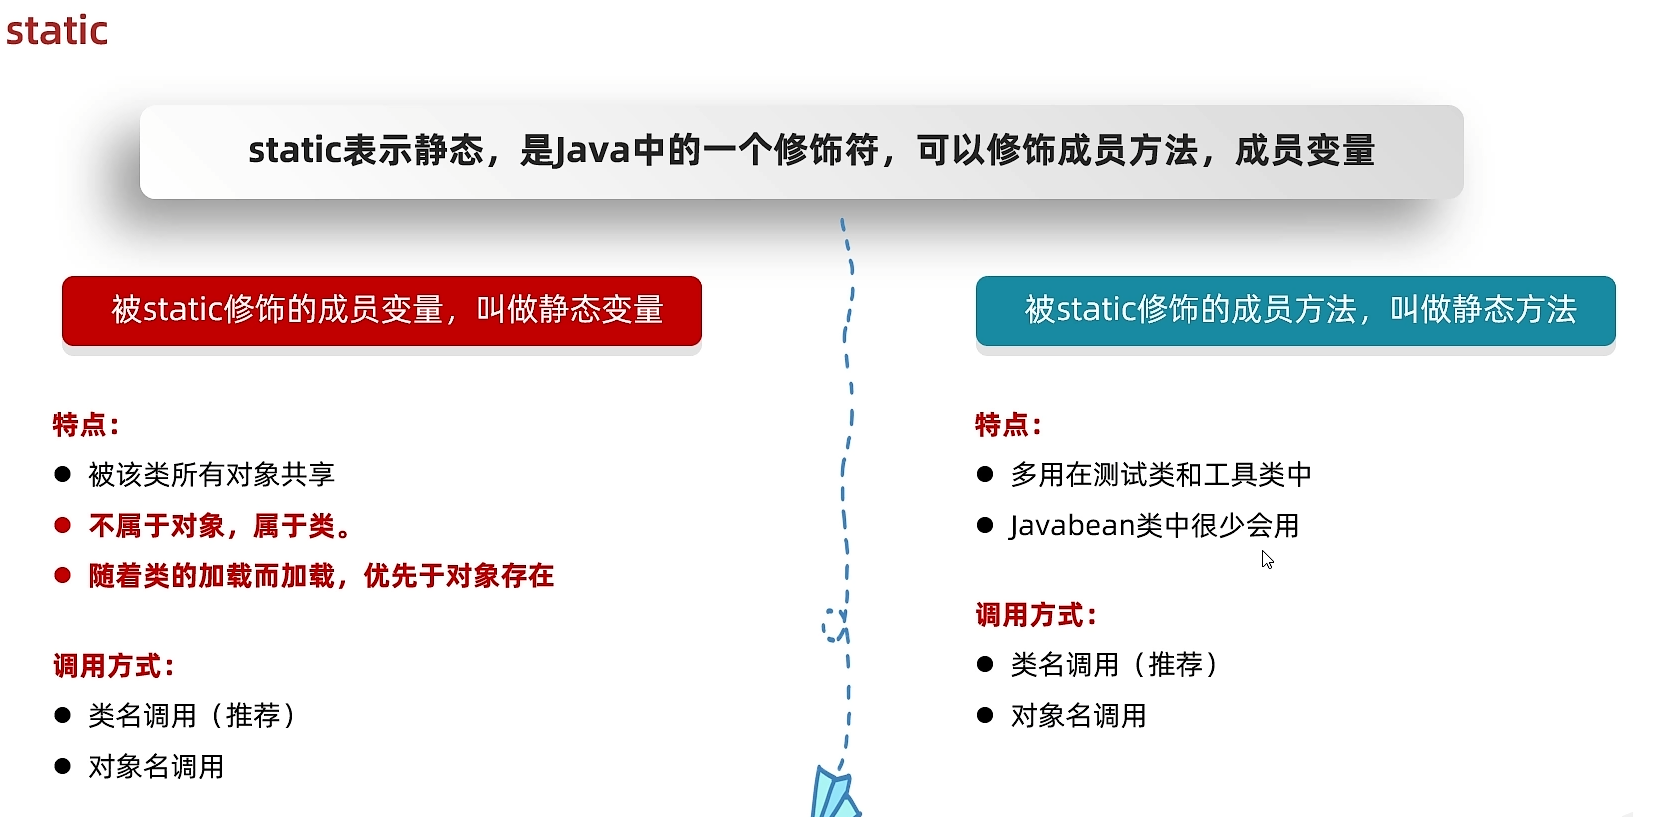 static
static表示静态，是Java中的一个修饰符，可以修饰成员方法，成员变量
被static修饰的成员变量，叫做静态变量
特点：
被该类所有对象共享
不属于对象，属于类。
随着类的加载而加载，优先于对象存在
调用方式：
类名调用（推荐）
对象名调用
被static修饰的成员方法，叫做静态方法
特点：
多用在测试类和工具类中
Javabean类中很少会用
调用方式：
类名调用（推荐）
对象名调用